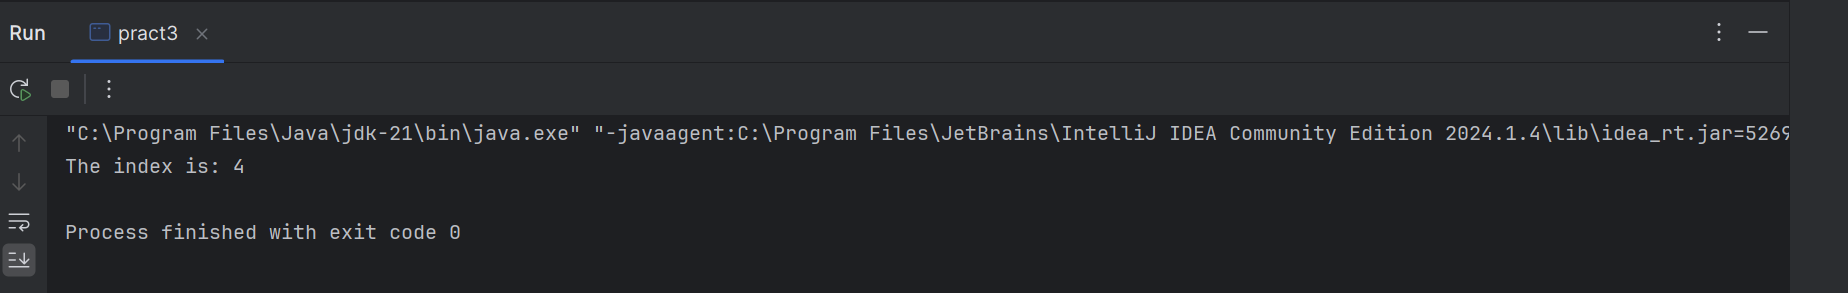 Run pract3
"C:\Program Files\Java\jdk-21\bin\java.exe" "-javaagent:C:\Program Files\JetBrains\IntelliJ IDEA Community Edition 2024.1.4\lib\idea_rt.jar=5269
The index is: 4
Process finished with exit code 0